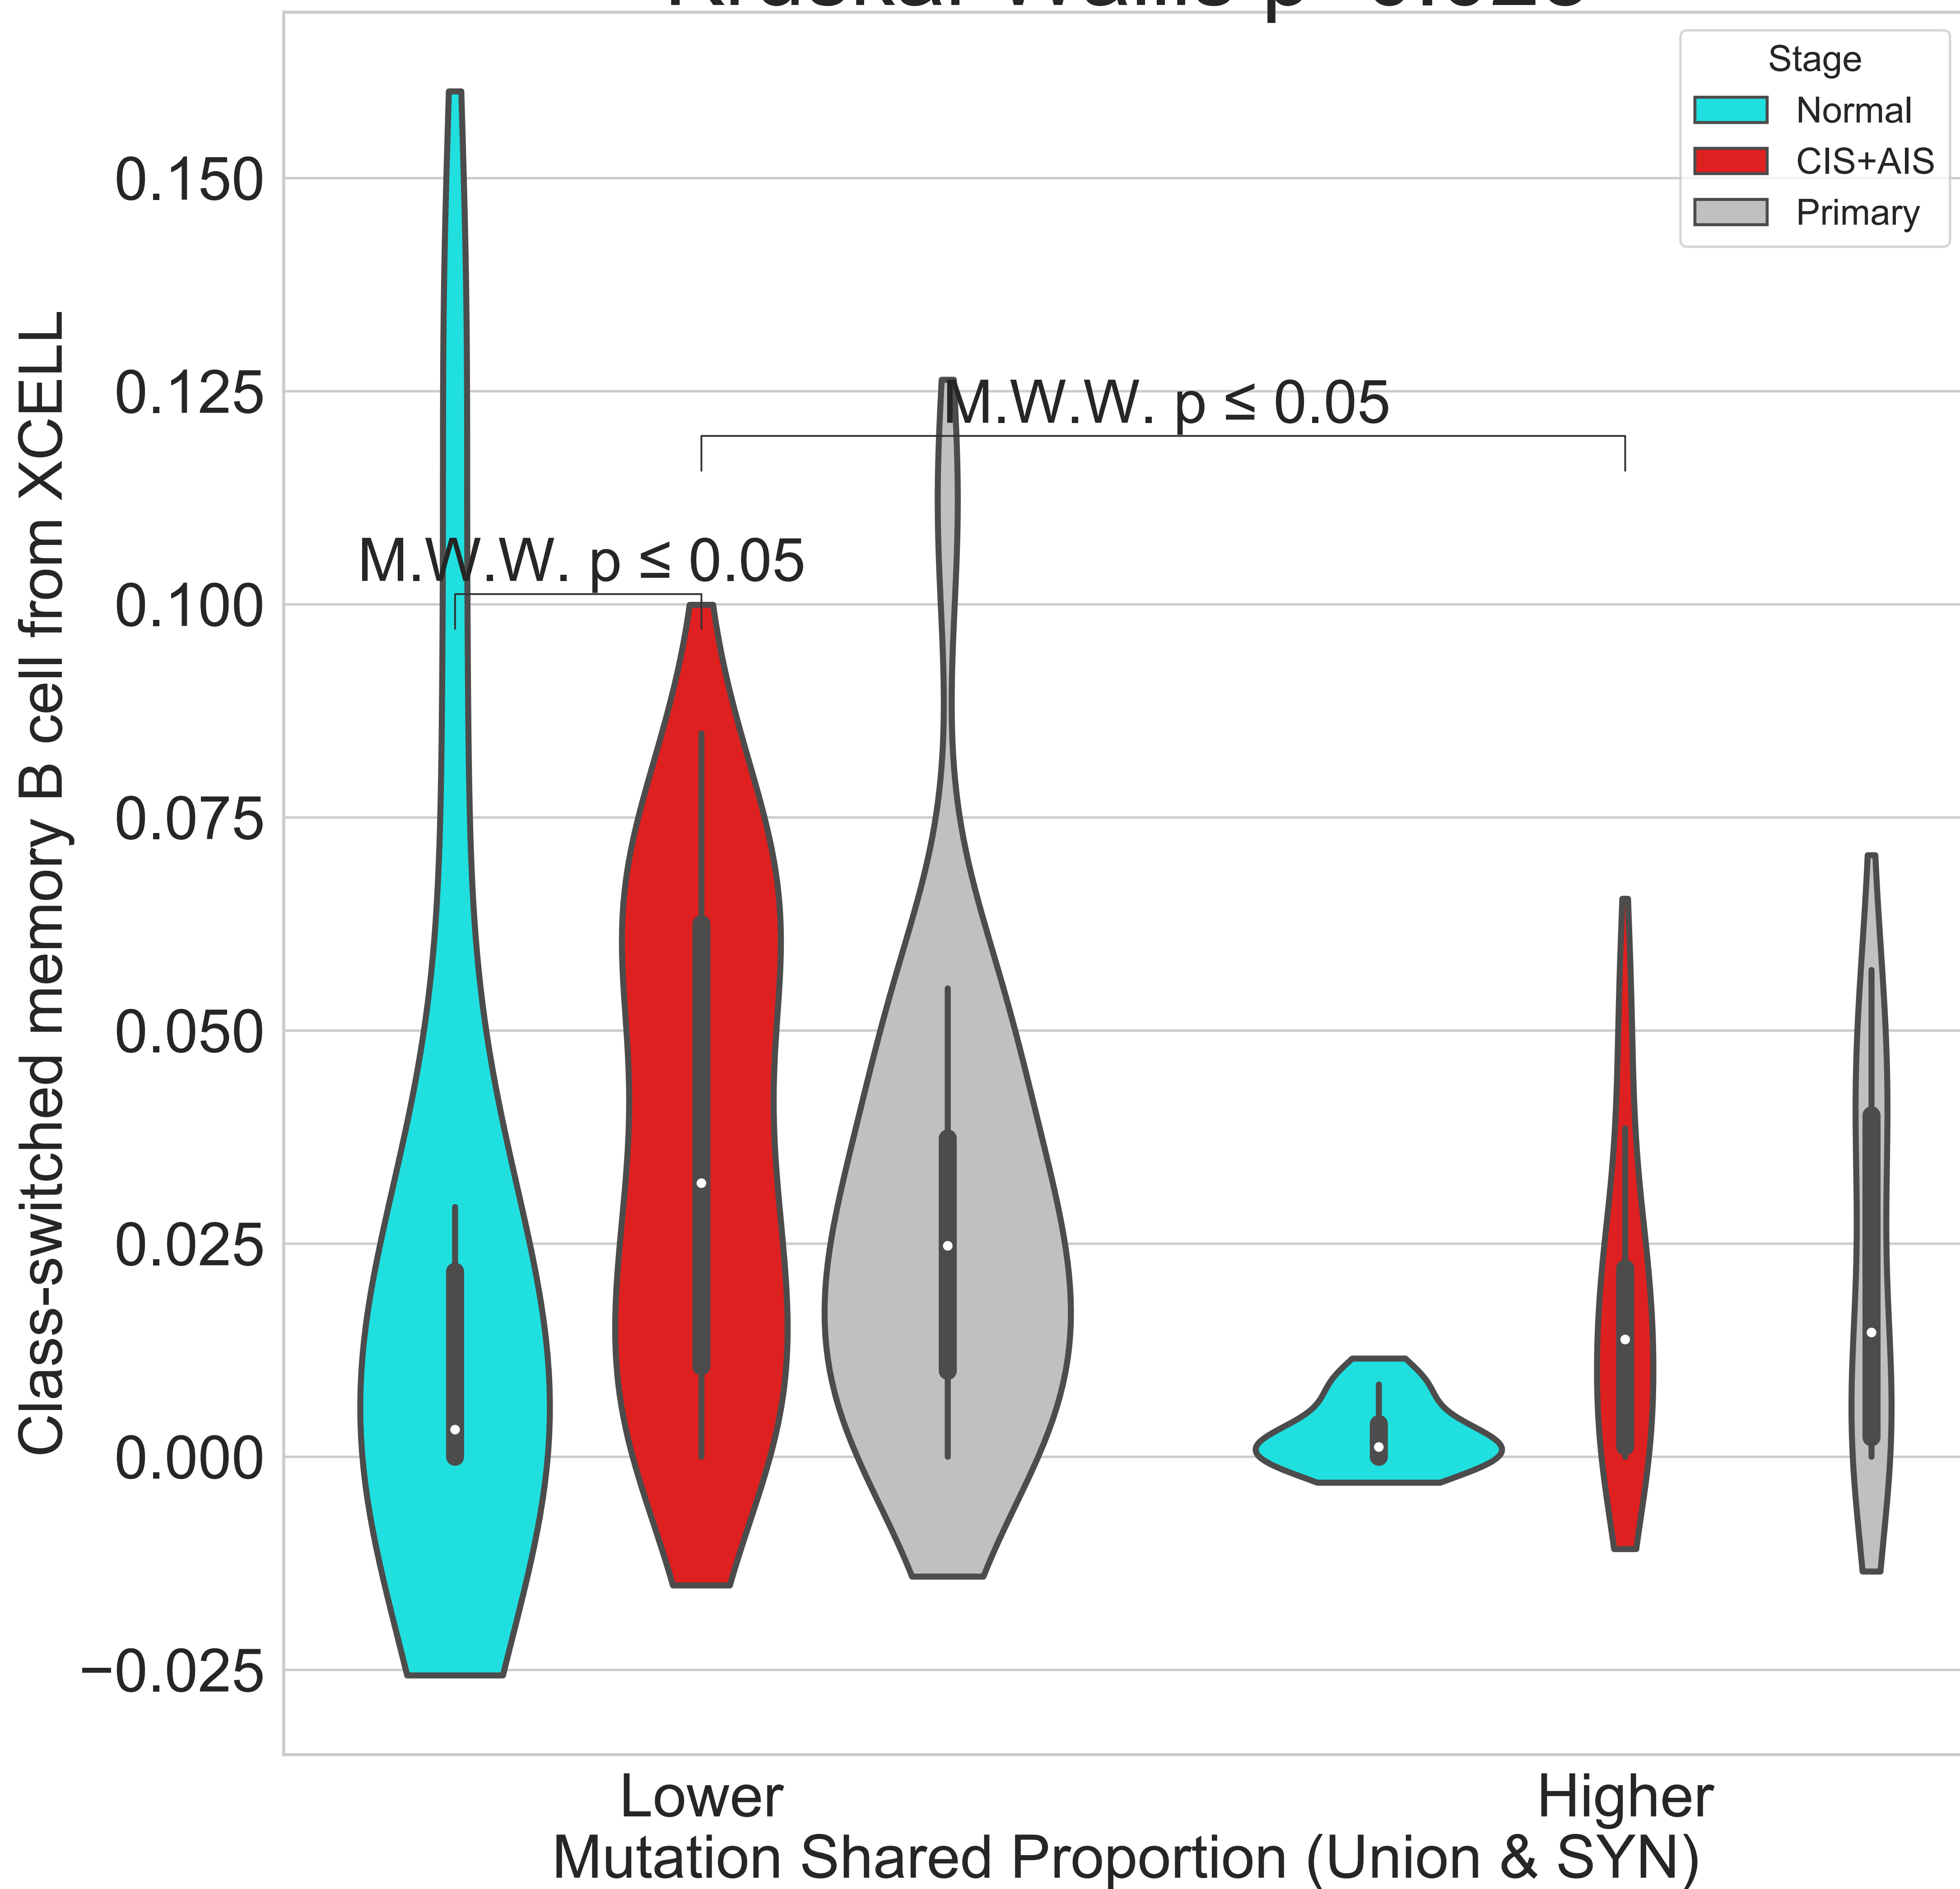 Stage
Normal
CIS+AIS
Primary
0.150
0.125
0.100
0.075
0.050
0.025
0.000
−0.025
Class-switched memory B cell from XCELL
M.W.W. p ≤ 0.05
M.W.W. p ≤ 0.05
Lower
Higher
Mutation Shared Proportion (Union & SYN)